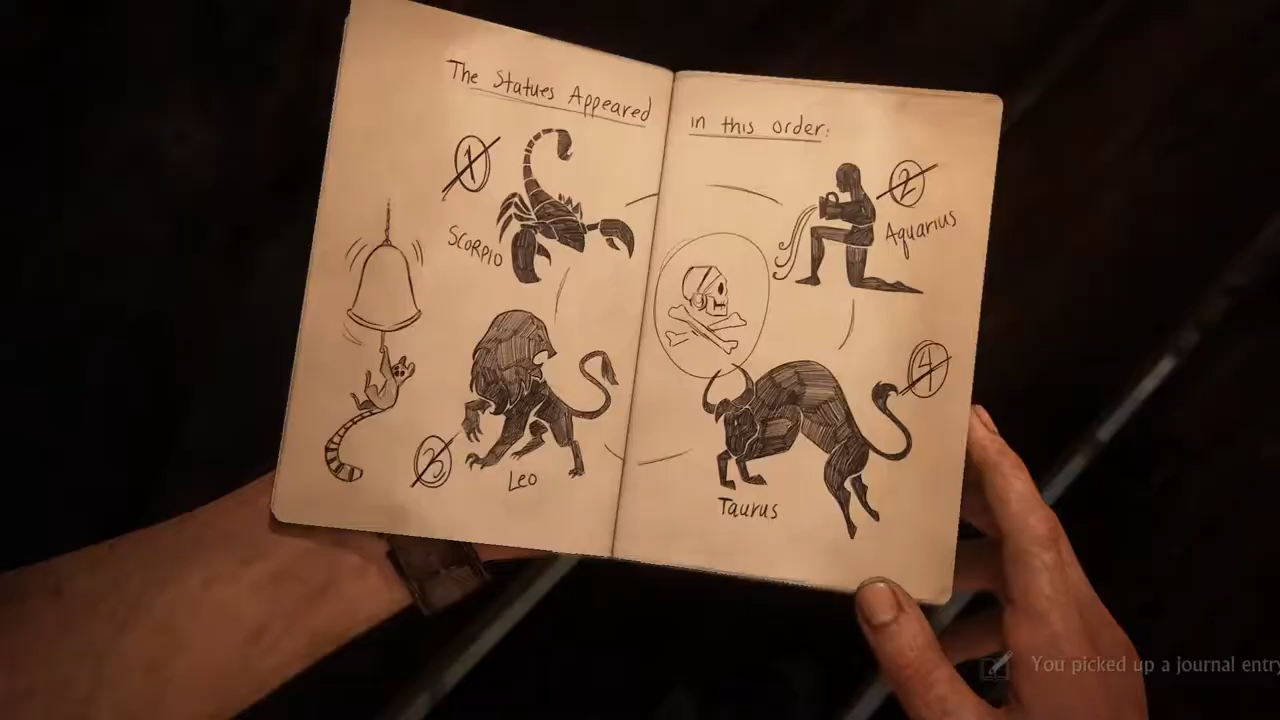 The Statues Appeared
in this order:
1
SCORPIO
2
Aquarius
3
Leo
4
Taurus
You picked up a journal entry